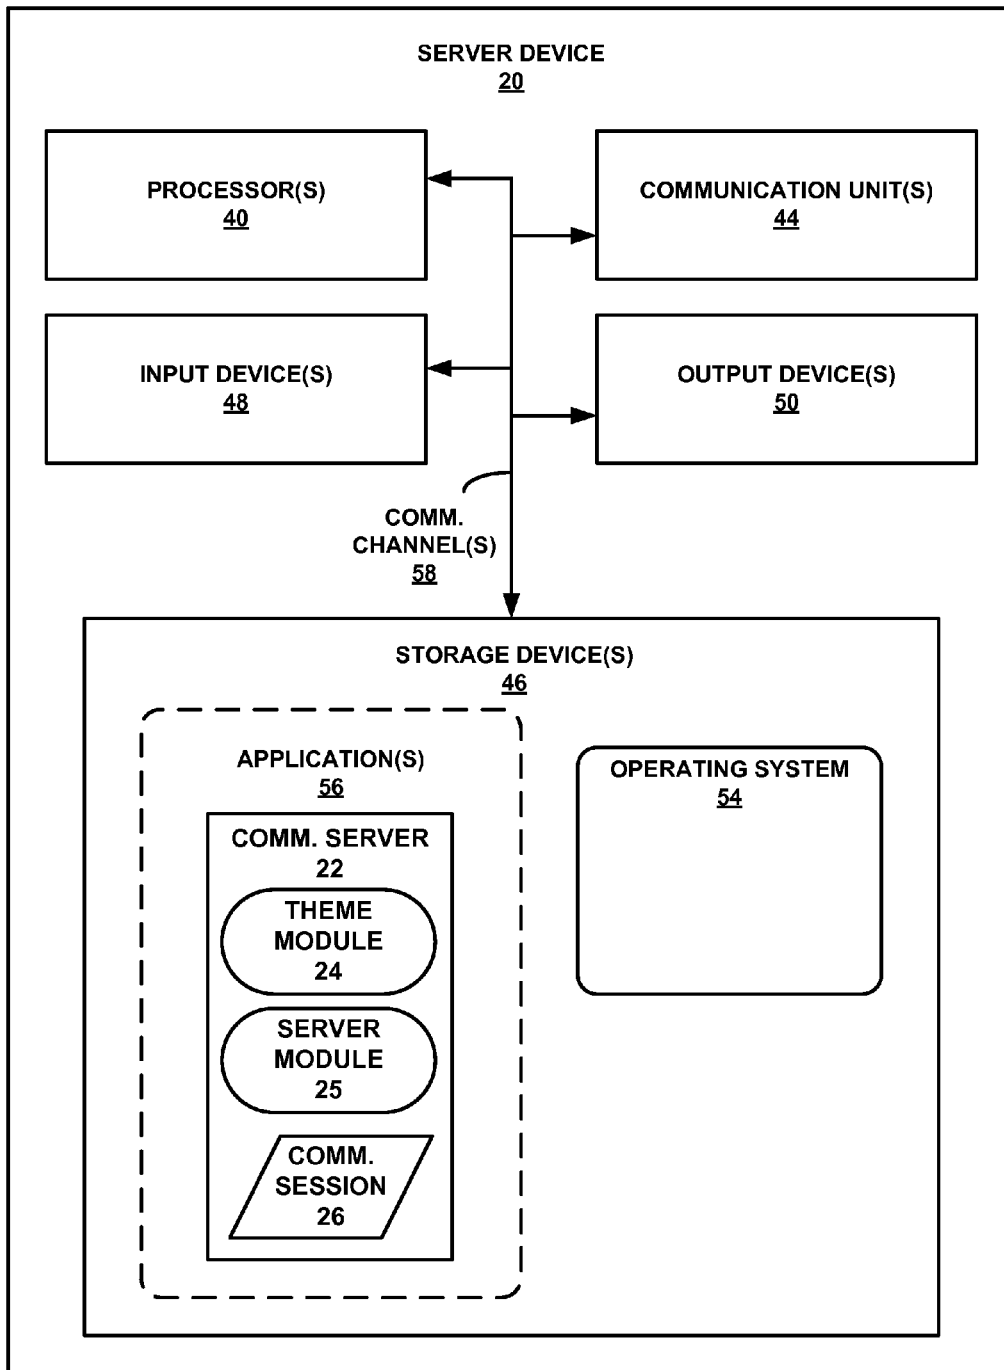 SERVER DEVICE
20
PROCESSOR(S)
40
COMMUNICATION UNIT(S)
44
INPUT DEVICE(S)
48
OUTPUT DEVICE(S)
50
COMM.
CHANNEL(S)
58
STORAGE DEVICE(S)
46
APPLICATION(S)
56
OPERATING SYSTEM
54
COMM. SERVER
22
THEME
MODULE
24
SERVER
MODULE
25
COMM.
SESSION
26